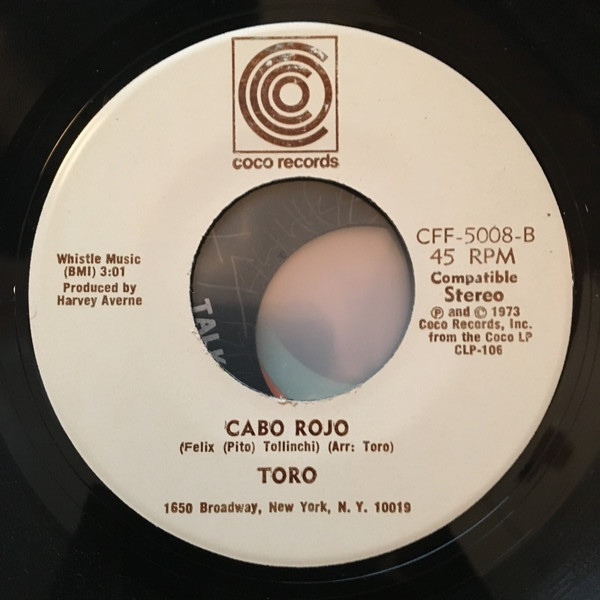 coco records
Whistle Music
(BMI) 3:01
Produced by
Harvey Averne
CFF-5008-B
45 RPM
Compatible
Stereo
℗ and © 1973
Coco Records, Inc.
from the Coco LP
CLP-106
TALK
CABO ROJO
(Felix (Pito) Tollinchi) (Arr: Toro)
TORO
1650 Broadway, New York, N. Y. 10019